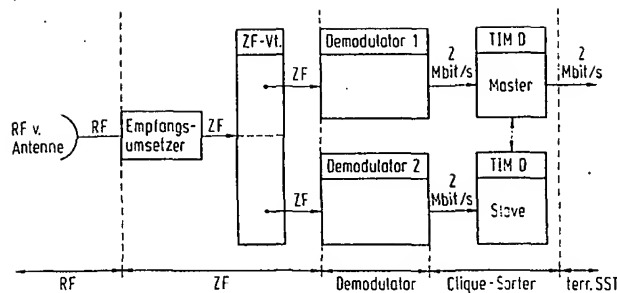 ZF-Vt.
Demodulator 1
TIM D
ZF
2
Mbit/s
Master
2
Mbit/s
RF v.
Antenne
RF
Empfangs-
umsetzer
ZF
Demodulator 2
TIM D
ZF
2
Mbit/s
Slave
RF
ZF
Demodulator
Clique-Sorter
terr. SST